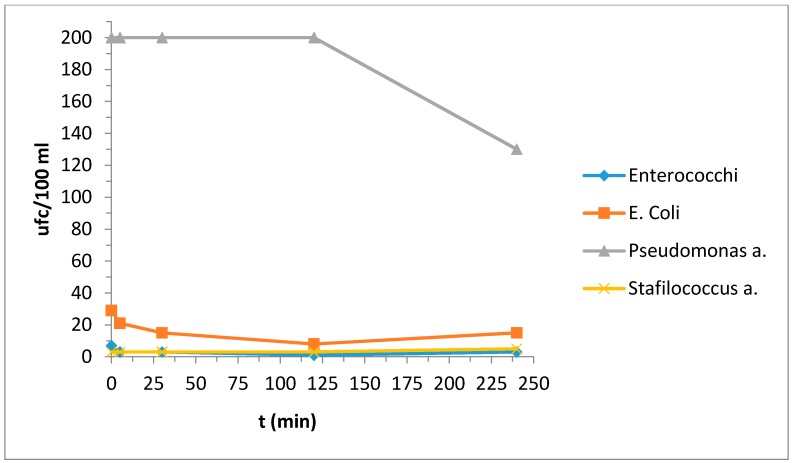 ufc/100 ml
200
180
160
140
120
100
80
60
40
20
0
0 25 50 75 100 125 150 175 200 225 250
t (min)
Enterococchi
E. Coli
Pseudomonas a.
Stafilococcus a.